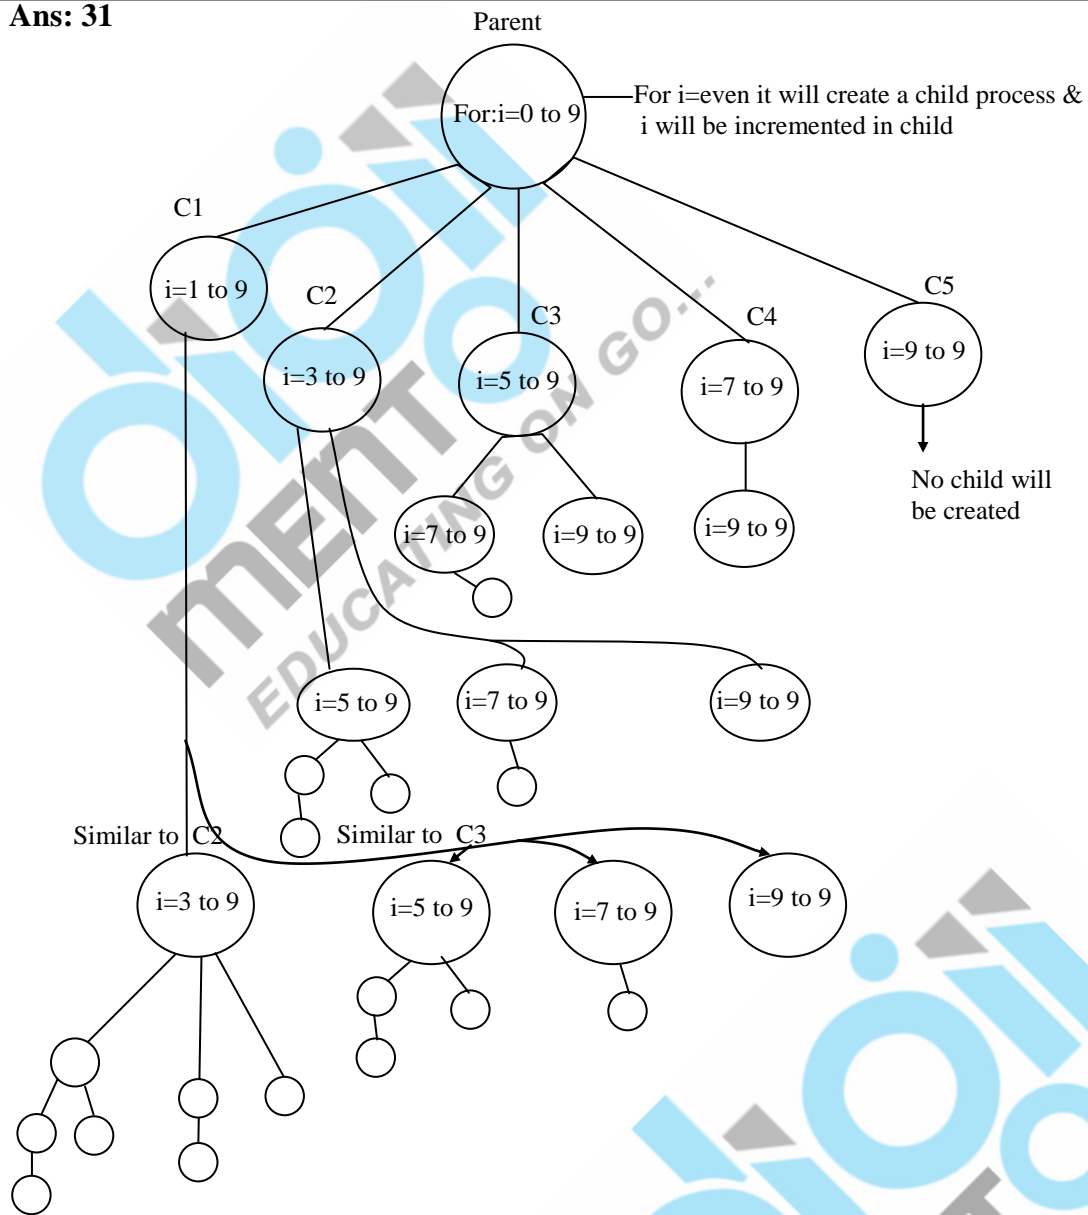 Ans: 31
Parent
For:i=0 to 9
For i=even it will create a child process &
i will be incremented in child
C1
i=1 to 9
C2
i=3 to 9
C3
i=5 to 9
C4
i=7 to 9
C5
i=9 to 9
No child will
be created
i=7 to 9
i=9 to 9
i=9 to 9
i=5 to 9
i=7 to 9
i=9 to 9
Similar to C2
Similar to C3
i=3 to 9
i=5 to 9
i=7 to 9
i=9 to 9
mENT
EDUCATING ON GO...